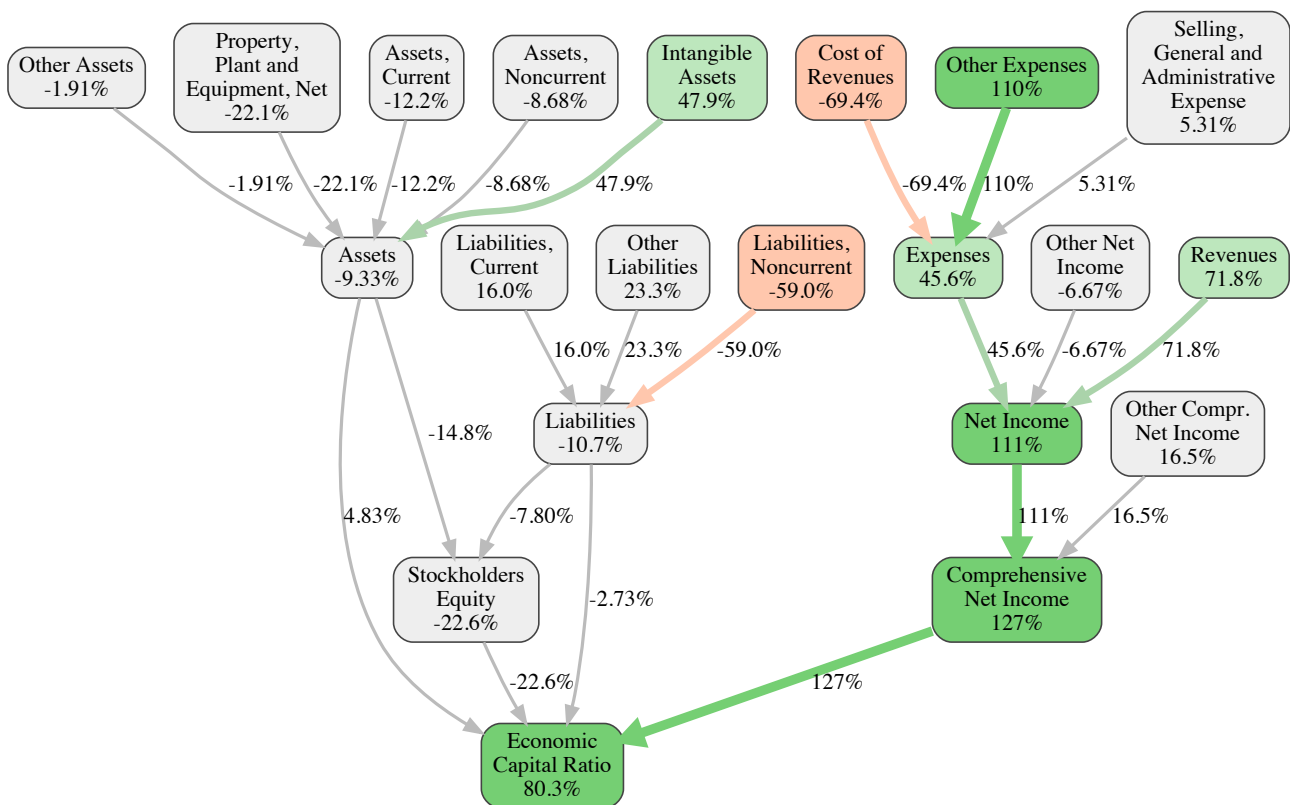 Other Assets
-1.91%
Property,
Plant and
Equipment, Net
-22.1%
Assets,
Current
-12.2%
Assets,
Noncurrent
-8.68%
Intangible
Assets
47.9%
Cost of
Revenues
-69.4%
Other Expenses
110%
Selling,
General and
Administrative
Expense
5.31%
-1.91%
-22.1%
-12.2%
-8.68%
47.9%
-69.4%
110%
5.31%
Assets
-9.33%
Liabilities,
Current
16.0%
Other
Liabilities
23.3%
Liabilities,
Noncurrent
-59.0%
Expenses
45.6%
Other Net
Income
-6.67%
Revenues
71.8%
16.0%
23.3%
-59.0%
45.6%
-6.67%
71.8%
-14.8%
Liabilities
-10.7%
Net Income
111%
Other Compr.
Net Income
16.5%
4.83%
-7.80%
111%
16.5%
Stockholders
Equity
-22.6%
-2.73%
Comprehensive
Net Income
127%
-22.6%
127%
Economic
Capital Ratio
80.3%